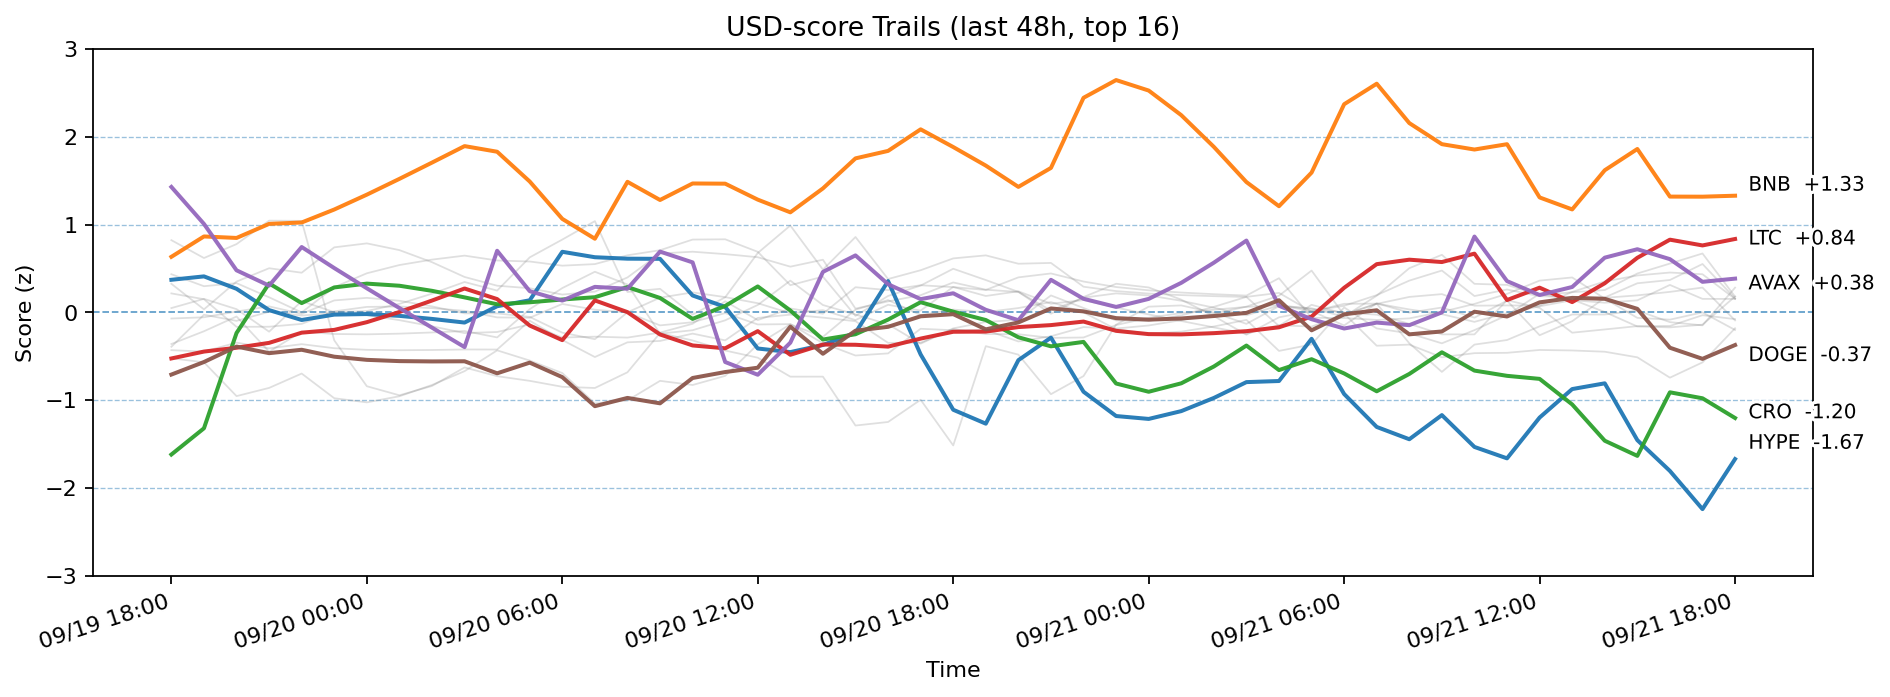 USD-score Trails (last 48h, top 16)
Score (z)
3
2
1
0
−1
−2
−3
BNB +1.33
LTC +0.84
AVAX +0.38
DOGE -0.37
CRO -1.20
HYPE -1.67
09/19 18:00
09/20 00:00
09/20 06:00
09/20 12:00
09/20 18:00
09/21 00:00
09/21 06:00
09/21 12:00
09/21 18:00
Time